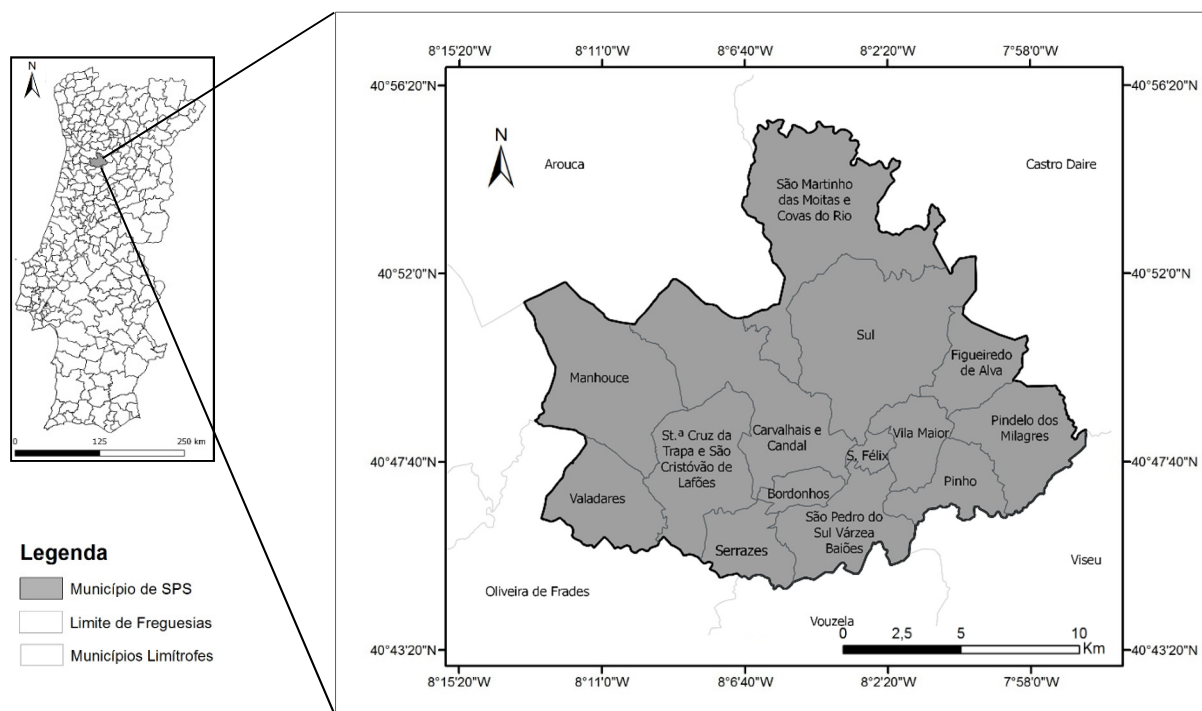 N
0 125 250 km
Legenda
Município de SPS
Limite de Freguesias
Municípios Limítrofes
8°15'20"W 8°11'0"W 8°6'40"W 8°2'20"W 7°58'0"W
40°56'20"N 40°56'20"N
N
Arouca
Castro Daire
São Martinho
das Moitas e
Covas do Rio
40°52'0"N 40°52'0"N
Sul
Figueiredo
de Alva
Manhouce
St.ª Cruz da
Trapa e São
Cristóvão de
Lafões
Carvalhais e
Candal
Vila Maior
Pindelo dos
Milagres
S. Félix
40°47'40"N 40°47'40"N
Valadares
Bordonhos
Pinho
São Pedro do
Sul Várzea
Baiões
Serrazes
Viseu
Oliveira de Frades
Vouzela
0 2,5 5 10
Km
40°43'20"N 40°43'20"N
8°15'20"W 8°11'0"W 8°6'40"W 8°2'20"W 7°58'0"W